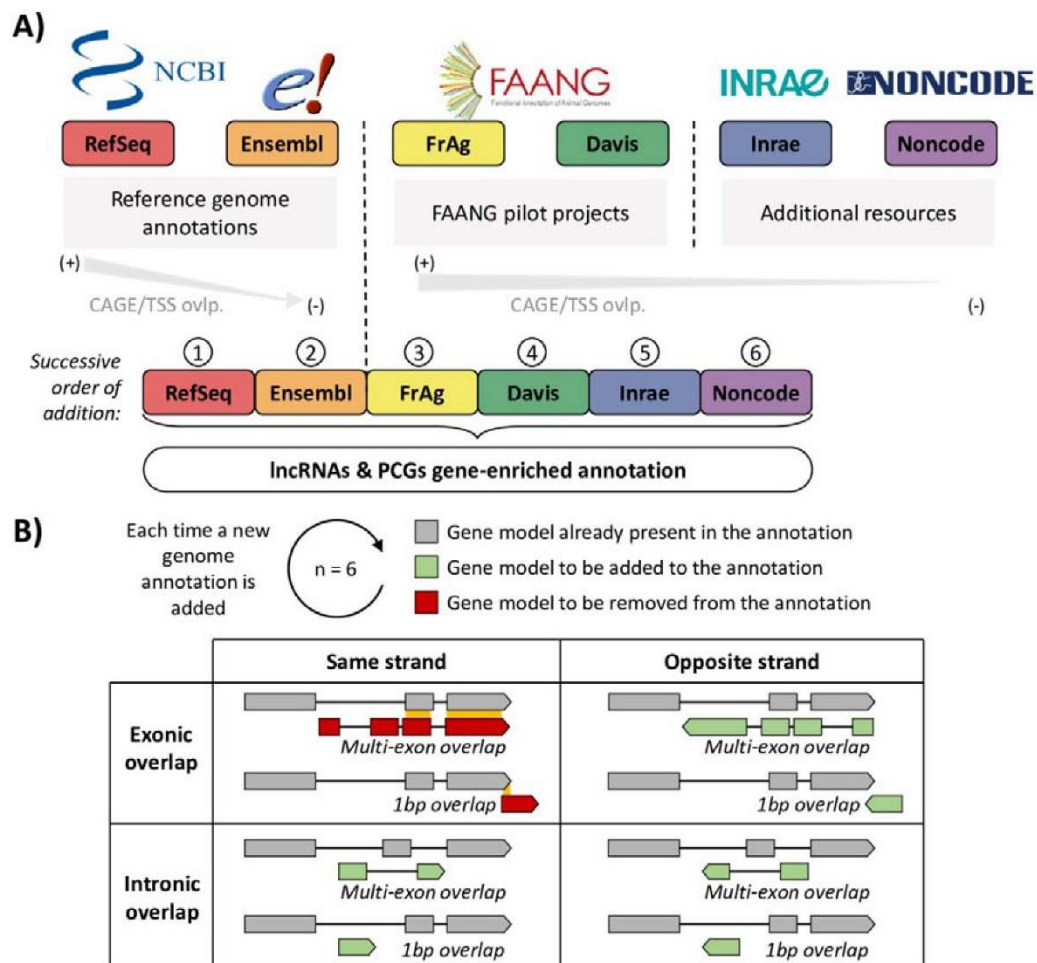 A)
NCBI
e!
FAANG
Functional Annotation of Animal Genomes
INRAE
NONCODE
RefSeq
Ensembl
FrAg
Davis
Inrae
Noncode
Reference genome
annotations
FAANG pilot projects
Additional resources
(+)
CAGE/TSS ovlp.
(-)
(+)
CAGE/TSS ovlp.
(-)
Successive
order of
addition:
1
2
3
4
5
6
RefSeq
Ensembl
FrAg
Davis
Inrae
Noncode
lncRNAs & PCGs gene-enriched annotation
B)
Each time a new
genome
annotation is
added
n = 6
Gene model already present in the annotation
Gene model to be added to the annotation
Gene model to be removed from the annotation
Same strand
Opposite strand
Exonic
overlap
Multi-exon overlap
1bp overlap
Multi-exon overlap
1bp overlap
Intronic
overlap
Multi-exon overlap
1bp overlap
Multi-exon overlap
1bp overlap